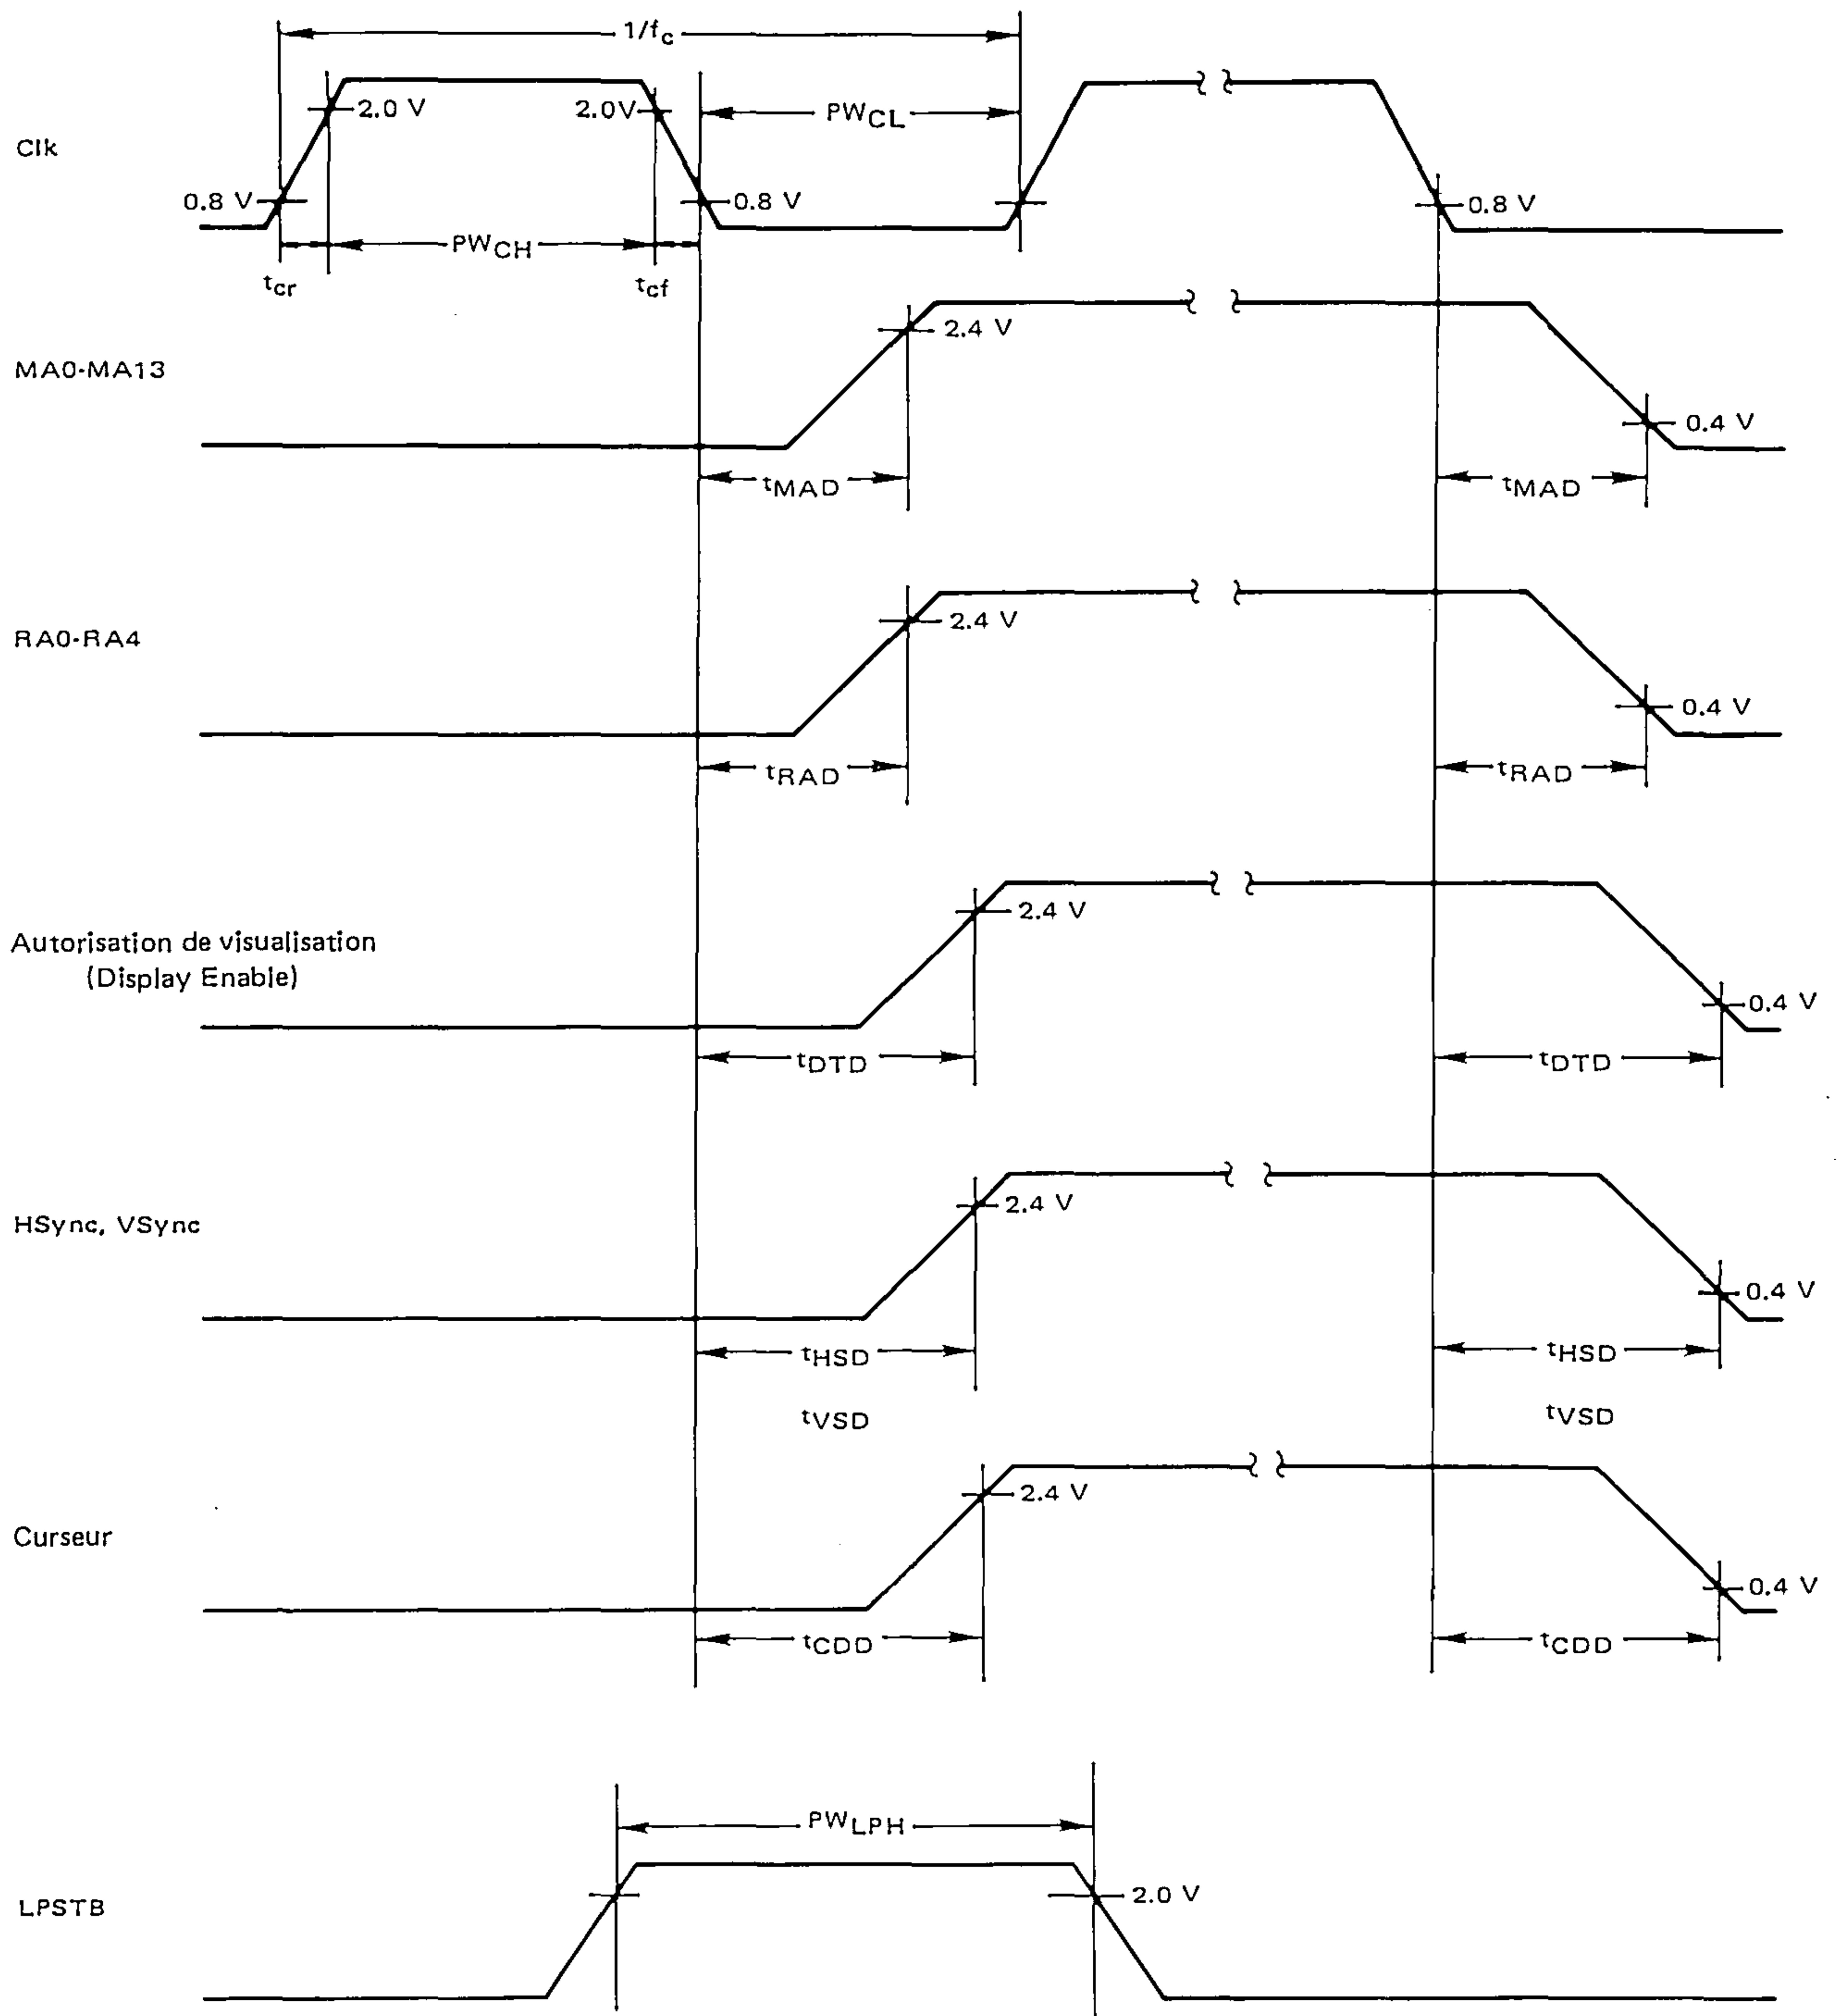 1/fc
2.0 V
2.0V
PWCL
Clk
0.8 V
0.8 V
0.8 V
PWCH
tcr
tcf
2.4 V
MA0-MA13
0.4 V
tMAD
tMAD
2.4 V
RA0-RA4
0.4 V
tRAD
tRAD
2.4 V
Autorisation de visualisation
(Display Enable)
0.4 V
tDTD
tDTD
2.4 V
HSync, VSync
0.4 V
tHSD
tHSD
tVSD
tVSD
2.4 V
Curseur
0.4 V
tCDD
tCDD
PWLPH
LPSTB
2.0 V